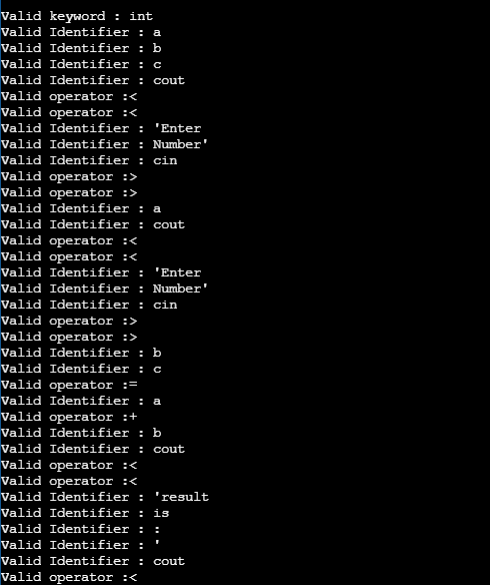 Valid keyword : int
Valid Identifier : a
Valid Identifier : b
Valid Identifier : c
Valid Identifier : cout
Valid operator :<
Valid operator :<
Valid Identifier : 'Enter
Valid Identifier : Number'
Valid Identifier : cin
Valid operator :>
Valid operator :>
Valid Identifier : a
Valid Identifier : cout
Valid operator :<
Valid operator :<
Valid Identifier : 'Enter
Valid Identifier : Number'
Valid Identifier : cin
Valid operator :>
Valid operator :>
Valid Identifier : b
Valid Identifier : c
Valid operator :=
Valid Identifier : a
Valid operator :+
Valid Identifier : b
Valid Identifier : cout
Valid operator :<
Valid operator :<
Valid Identifier : 'result
Valid Identifier : is
Valid Identifier : :
Valid Identifier : '
Valid Identifier : cout
Valid operator :<